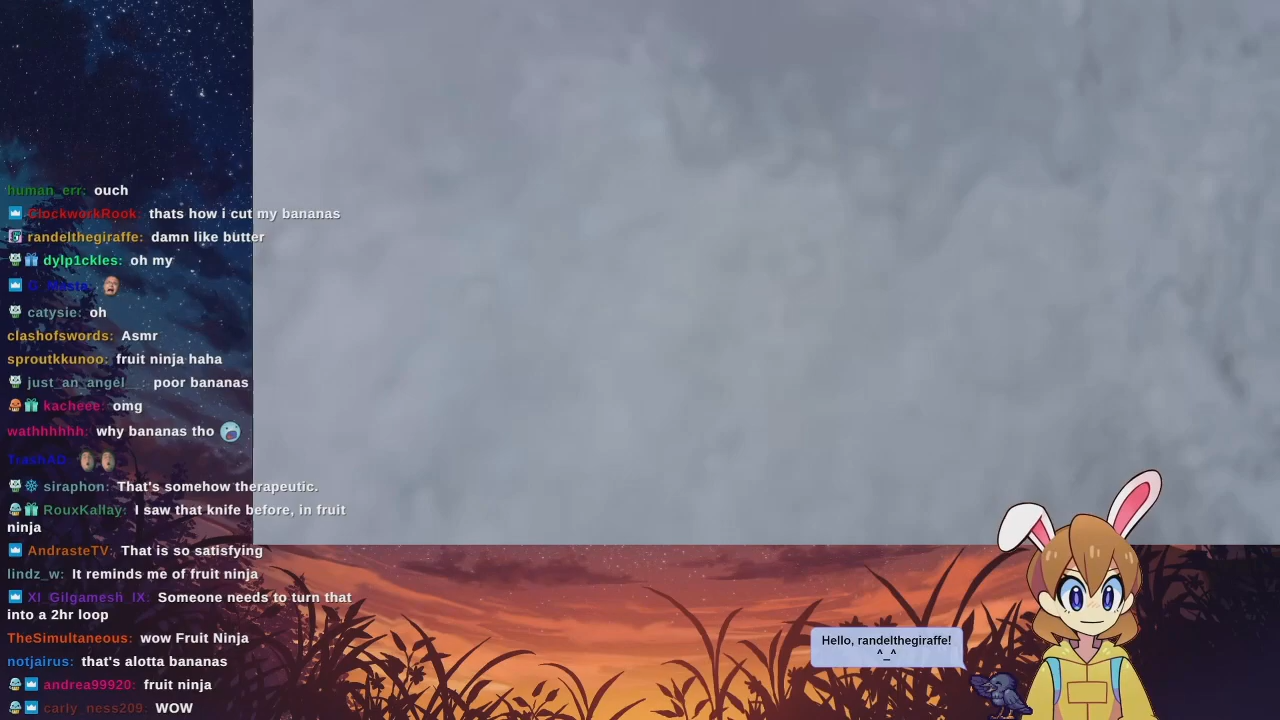 human_err: ouch
ClockworkRook: thats how i cut my bananas
randelthegiraffe: damn like butter
dylp1ckles: oh my
catysie: oh
clashofswords: Asmr
sproutkkunoo: fruit ninja haha
just_an_angel__: poor bananas
kacheee: omg
wathhhhhh: why bananas tho
TrashAD:
siraphon: That's somehow therapeutic.
RouxKallay: I saw that knife before, in fruit
ninja
AndrasteTV: That is so satisfying
lindz_w: It reminds me of fruit ninja
XI_Gilgamesh_IX: Someone needs to turn that
into a 2hr loop
TheSimultaneous: wow Fruit Ninja
notjairus: that's alotta bananas
andrea99920: fruit ninja
carly_ness209: WOW
Hello, randelthegiraffe!
^_^